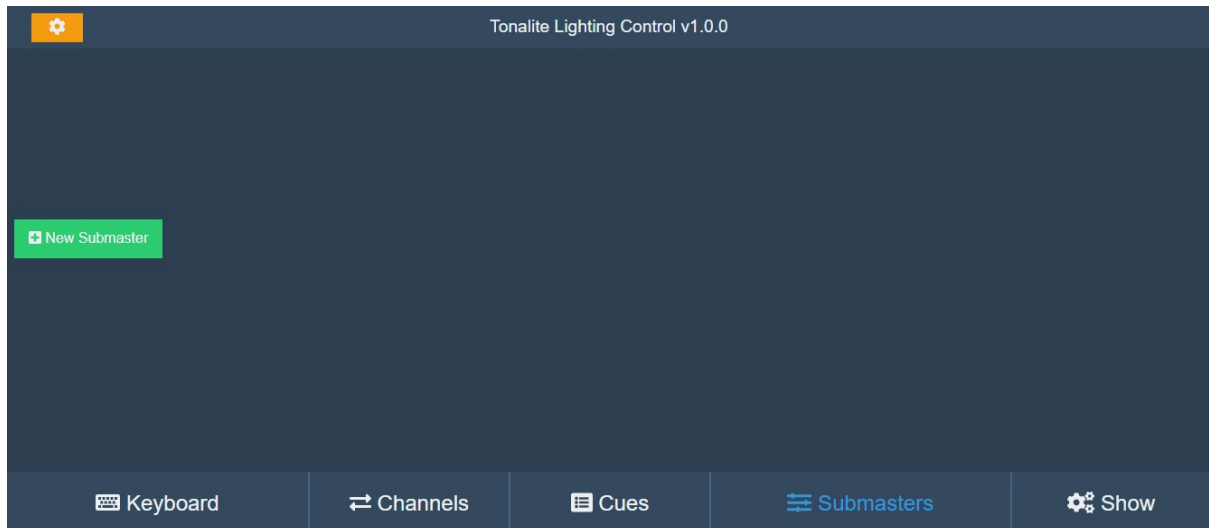 Tonalite Lighting Control v1.0.0
New Submaster
Keyboard
Channels
Cues
Submasters
Show